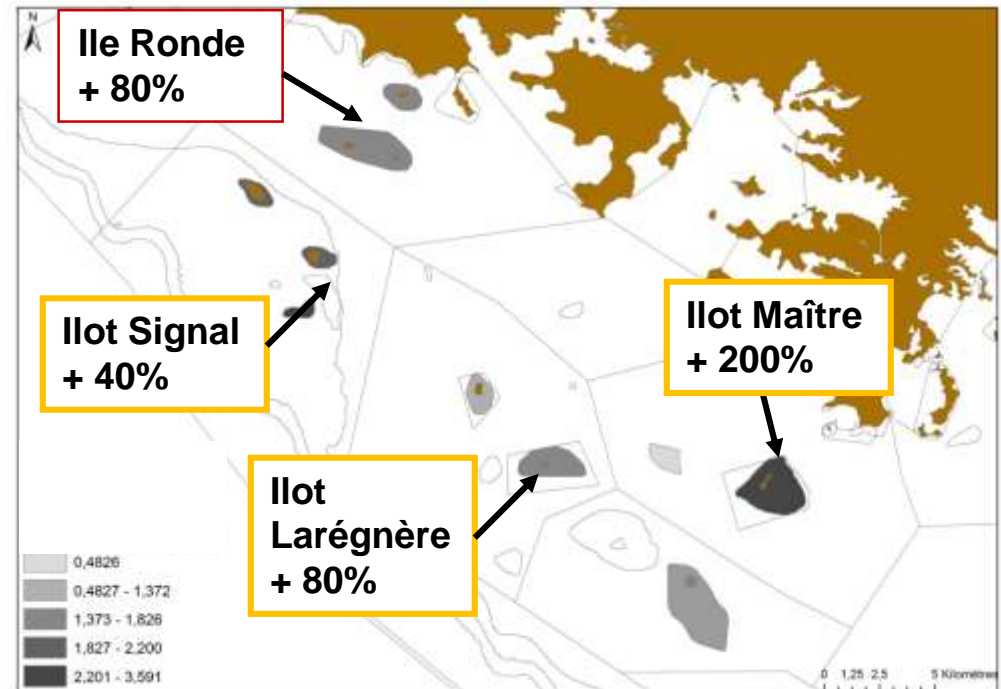 N
Ile Ronde
+ 80%
Ilot Signal
+ 40%
Ilot Maître
+ 200%
Ilot
Larégnère
+ 80%
0,4826
0,4827 - 1,372
1,373 - 1,826
1,827 - 2,200
2,201 - 3,591
0 1,25 2,5 5 Kilomètres